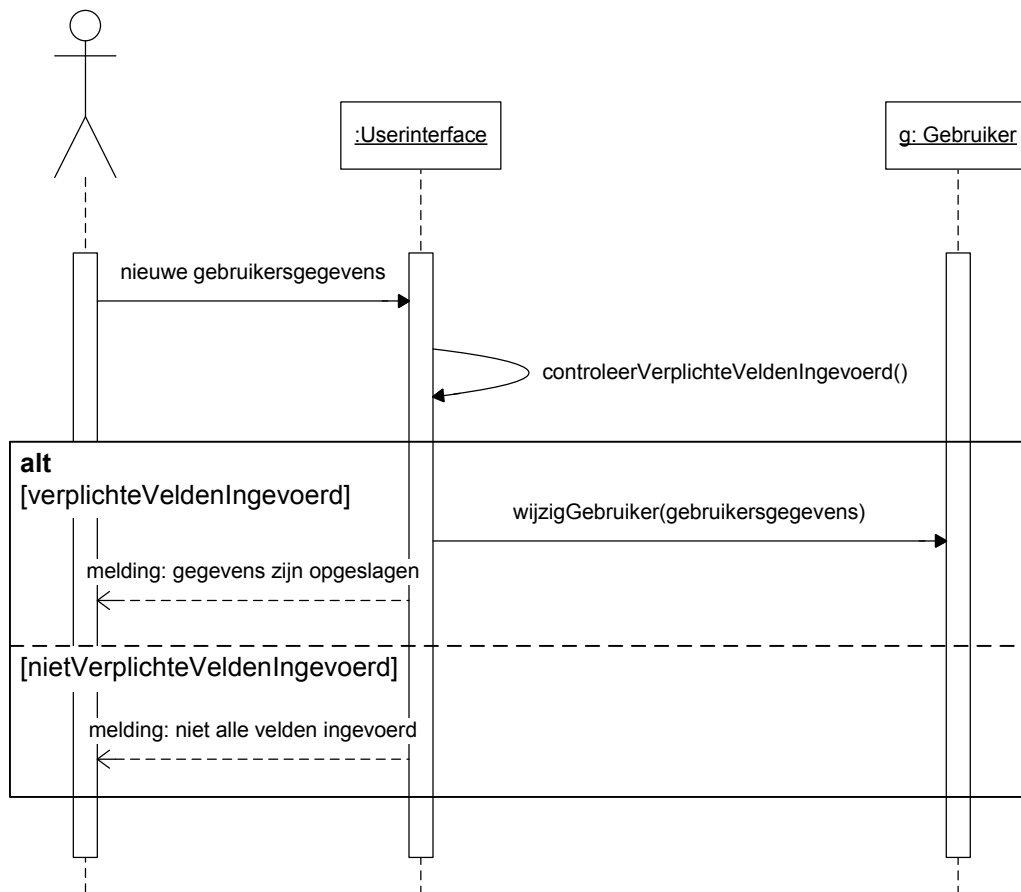 :Userinterface
g: Gebruiker
nieuwe gebruikersgegevens
controleerVerplichteVeldenIngevoerd()
alt
[verplichteVeldenIngevoerd]
wijzigGebruiker(gebruikersgegevens)
melding: gegevens zijn opgeslagen
[nietVerplichteVeldenIngevoerd]
melding: niet alle velden ingevoerd